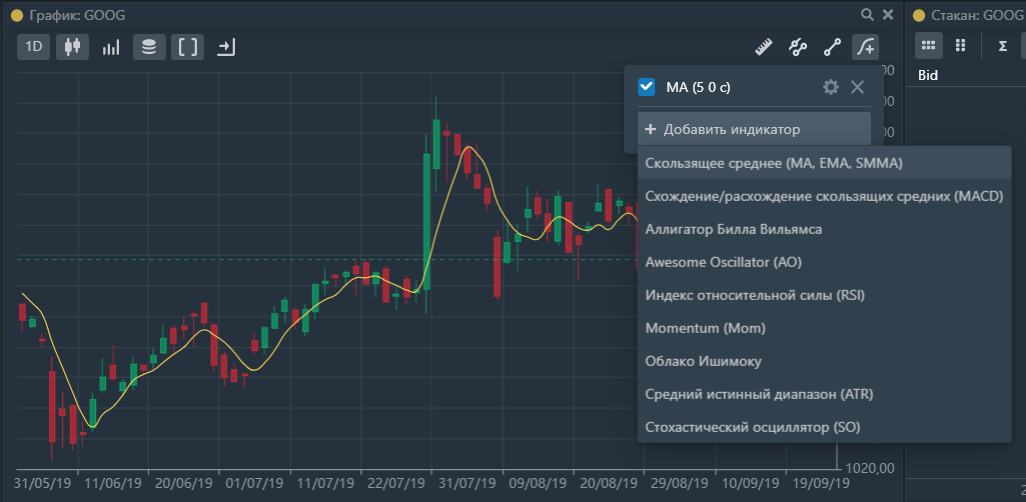 График: GOOG
Стакан: GOOG
1D
Bid
MA (5 0 c)
+ Добавить индикатор
Скользящее среднее (MA, EMA, SMMA)
Схождение/расхождение скользящих средних (MACD)
Аллигатор Билла Вильямса
Awesome Oscillator (AO)
Индекс относительной силы (RSI)
Momentum (Mom)
Облако Ишимоку
Средний истинный диапазон (ATR)
Стохастический осциллятор (SO)
1020,00
31/05/19 11/06/19 20/06/19 01/07/19 11/07/19 22/07/19 31/07/19 09/08/19 20/08/19 29/08/19 10/09/19 19/09/19